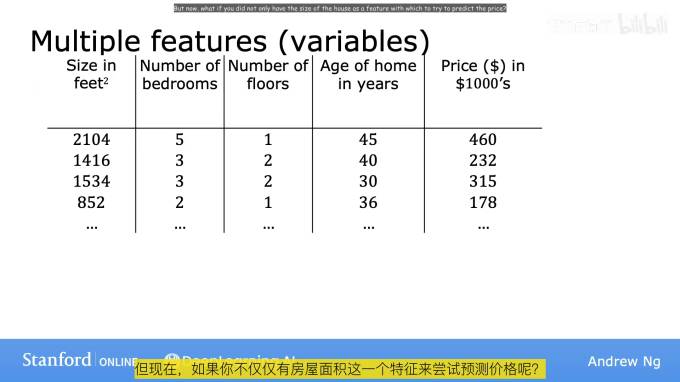 But now, what if you did not only have the size of the house as a feature with which to try to predict the price?
bilibili
Multiple features (variables)
Size in feet² Number of bedrooms Number of floors Age of home in years Price ($) in $1000's
2104 5 1 45 460
1416 3 2 40 232
1534 3 2 30 315
852 2 1 36 178
... ... ... ... ...
Stanford ONLINE Andrew Ng
但现在，如果你不仅仅有房屋面积这一个特征来尝试预测价格呢？